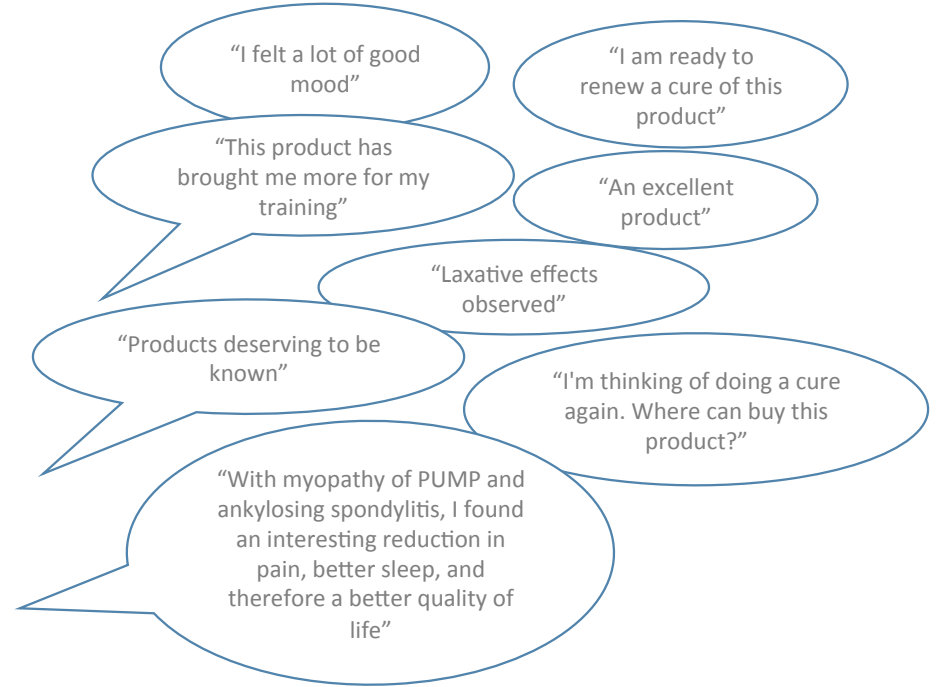 “I felt a lot of good
mood”
“I am ready to
renew a cure of this
product”
“This product has
brought me more for my
training”
“An excellent
product”
“Laxative effects
observed”
“Products deserving to be
known”
“I'm thinking of doing a cure
again. Where can buy this
product?”
“With myopathy of PUMP and
ankylosing spondylitis, I found
an interesting reduction in
pain, better sleep, and
therefore a better quality of
life”